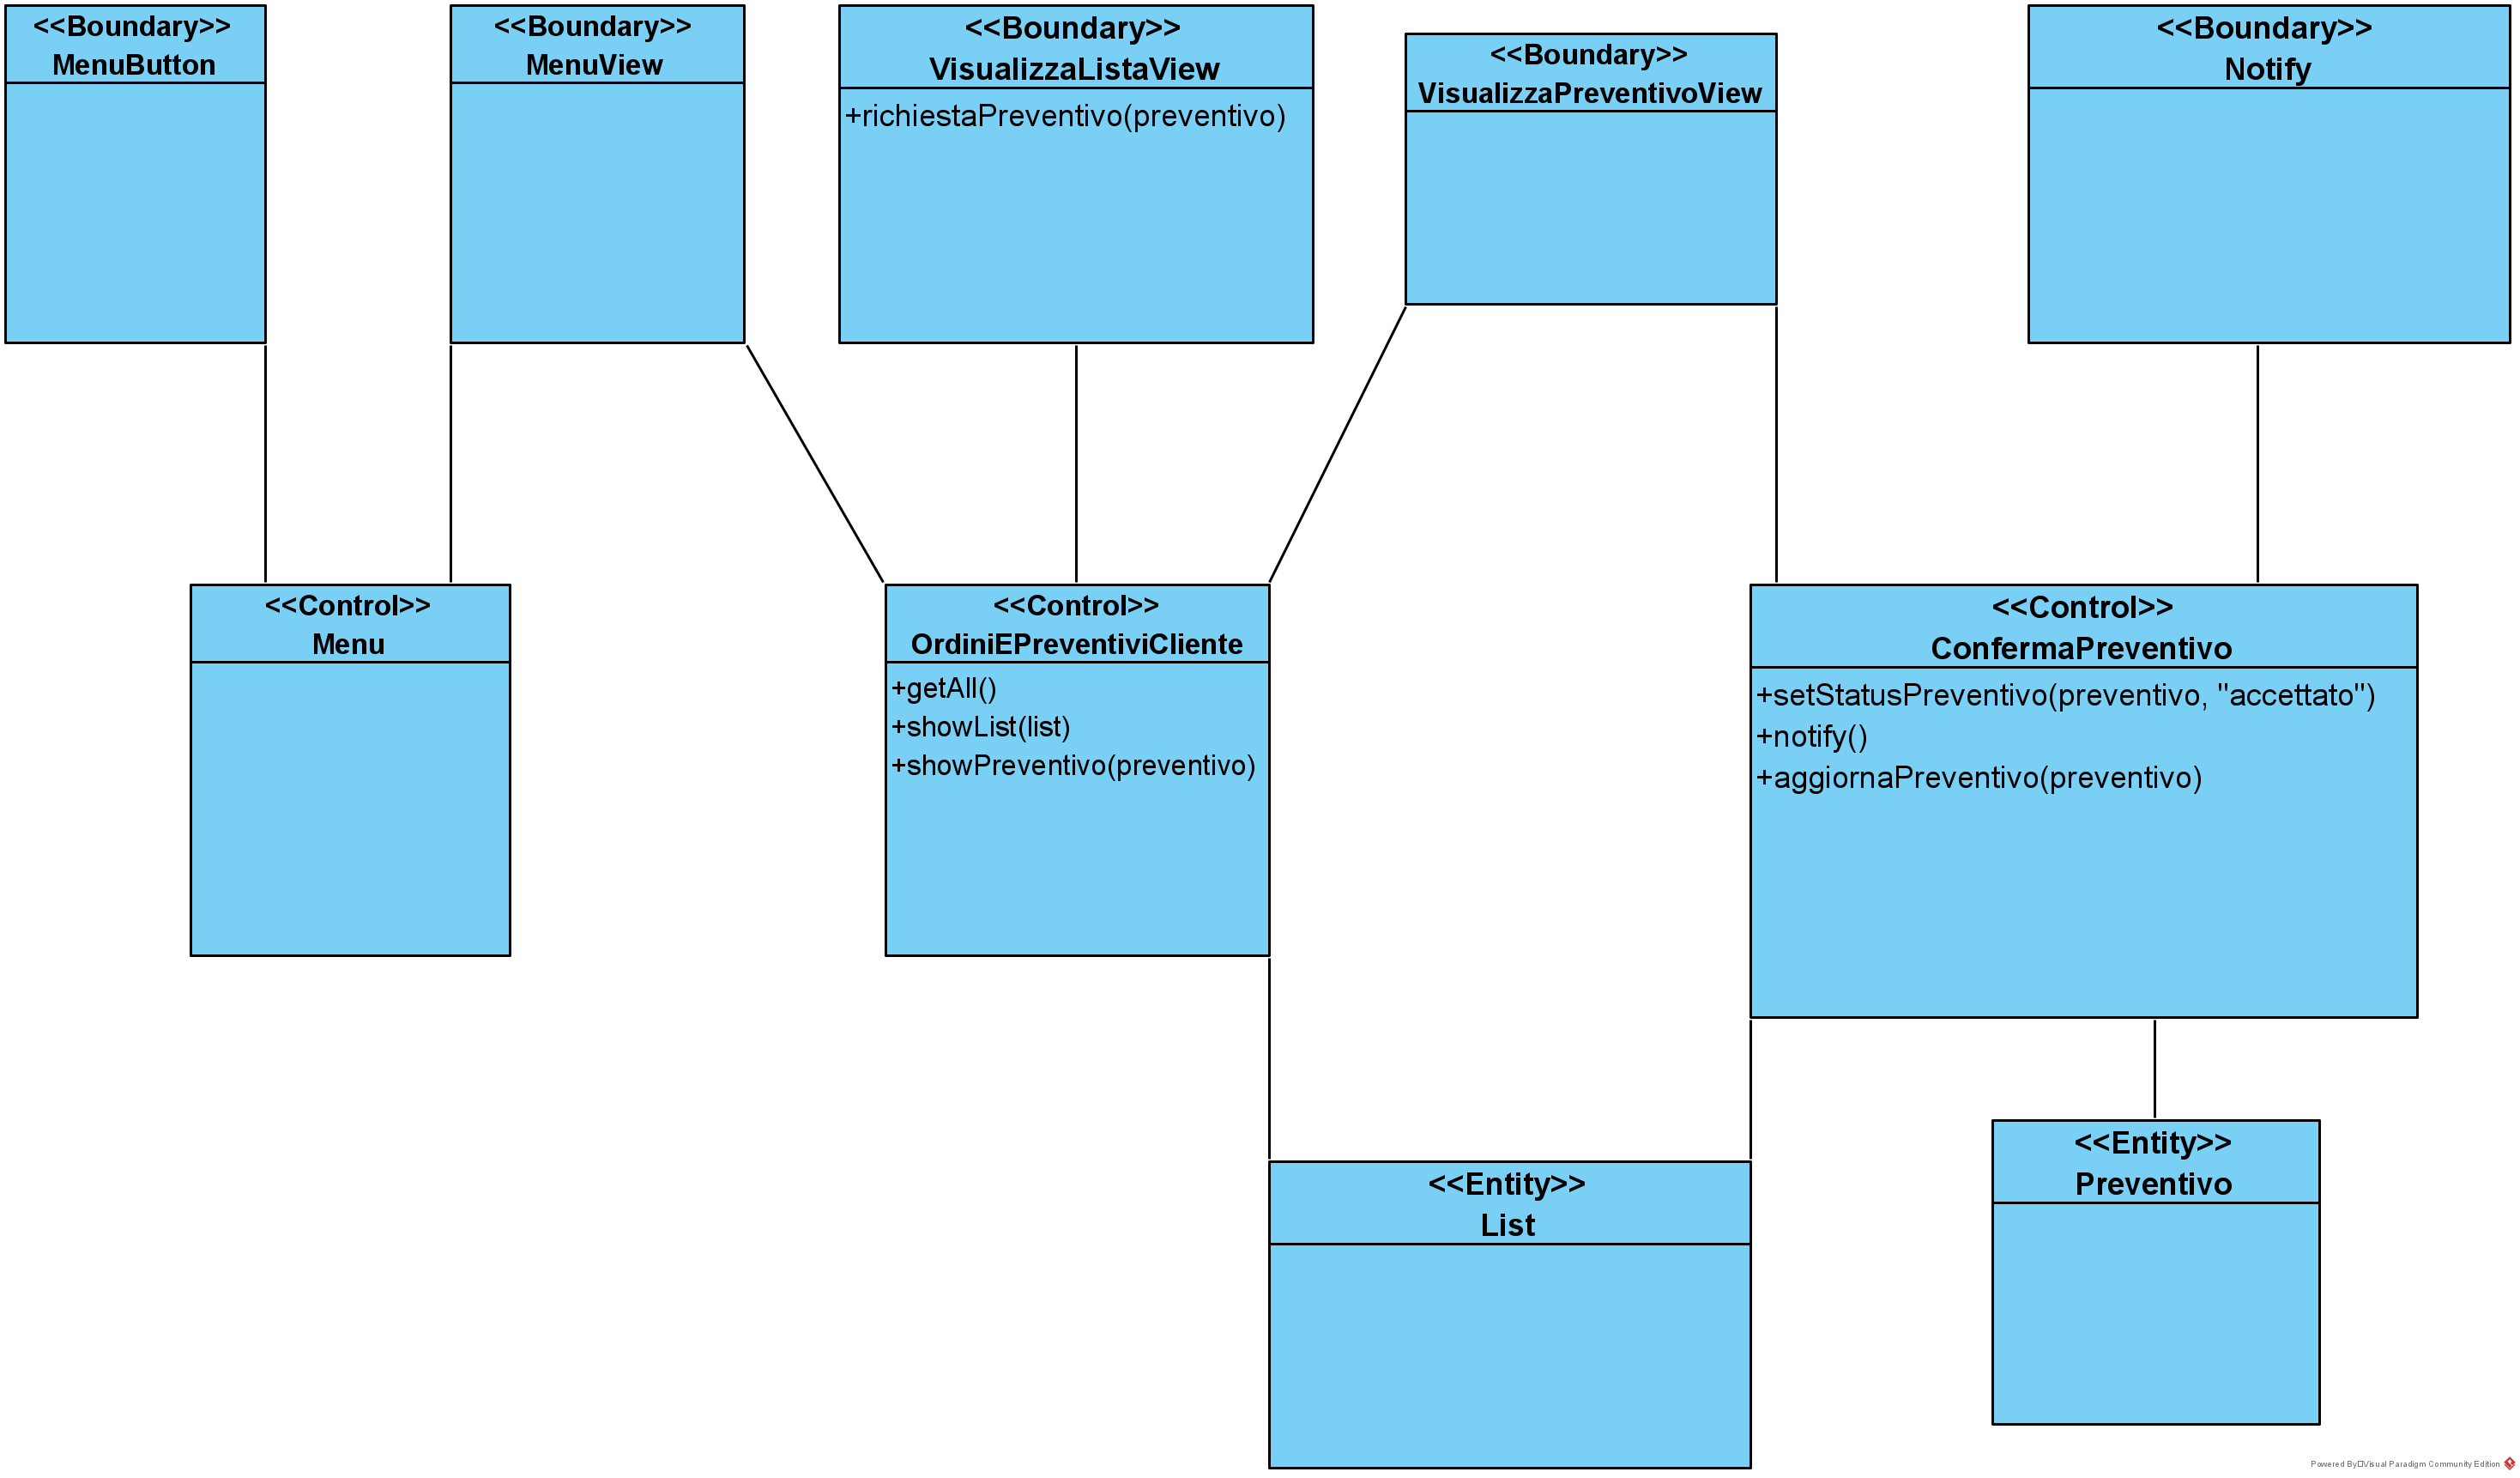 <<Boundary>>
MenuButton
<<Boundary>>
MenuView
<<Boundary>>
VisualizzaListaView
+richiestaPreventivo(preventivo)
<<Boundary>>
VisualizzaPreventivoView
<<Boundary>>
Notify
<<Control>>
Menu
<<Control>>
OrdiniEPreventiviCliente
+getAll()
+showList(list)
+showPreventivo(preventivo)
<<Control>>
ConfermaPreventivo
+setStatusPreventivo(preventivo, "accettato")
+notify()
+aggiornaPreventivo(preventivo)
<<Entity>>
List
<<Entity>>
Preventivo
Powered By□Visual Paradigm Community Edition